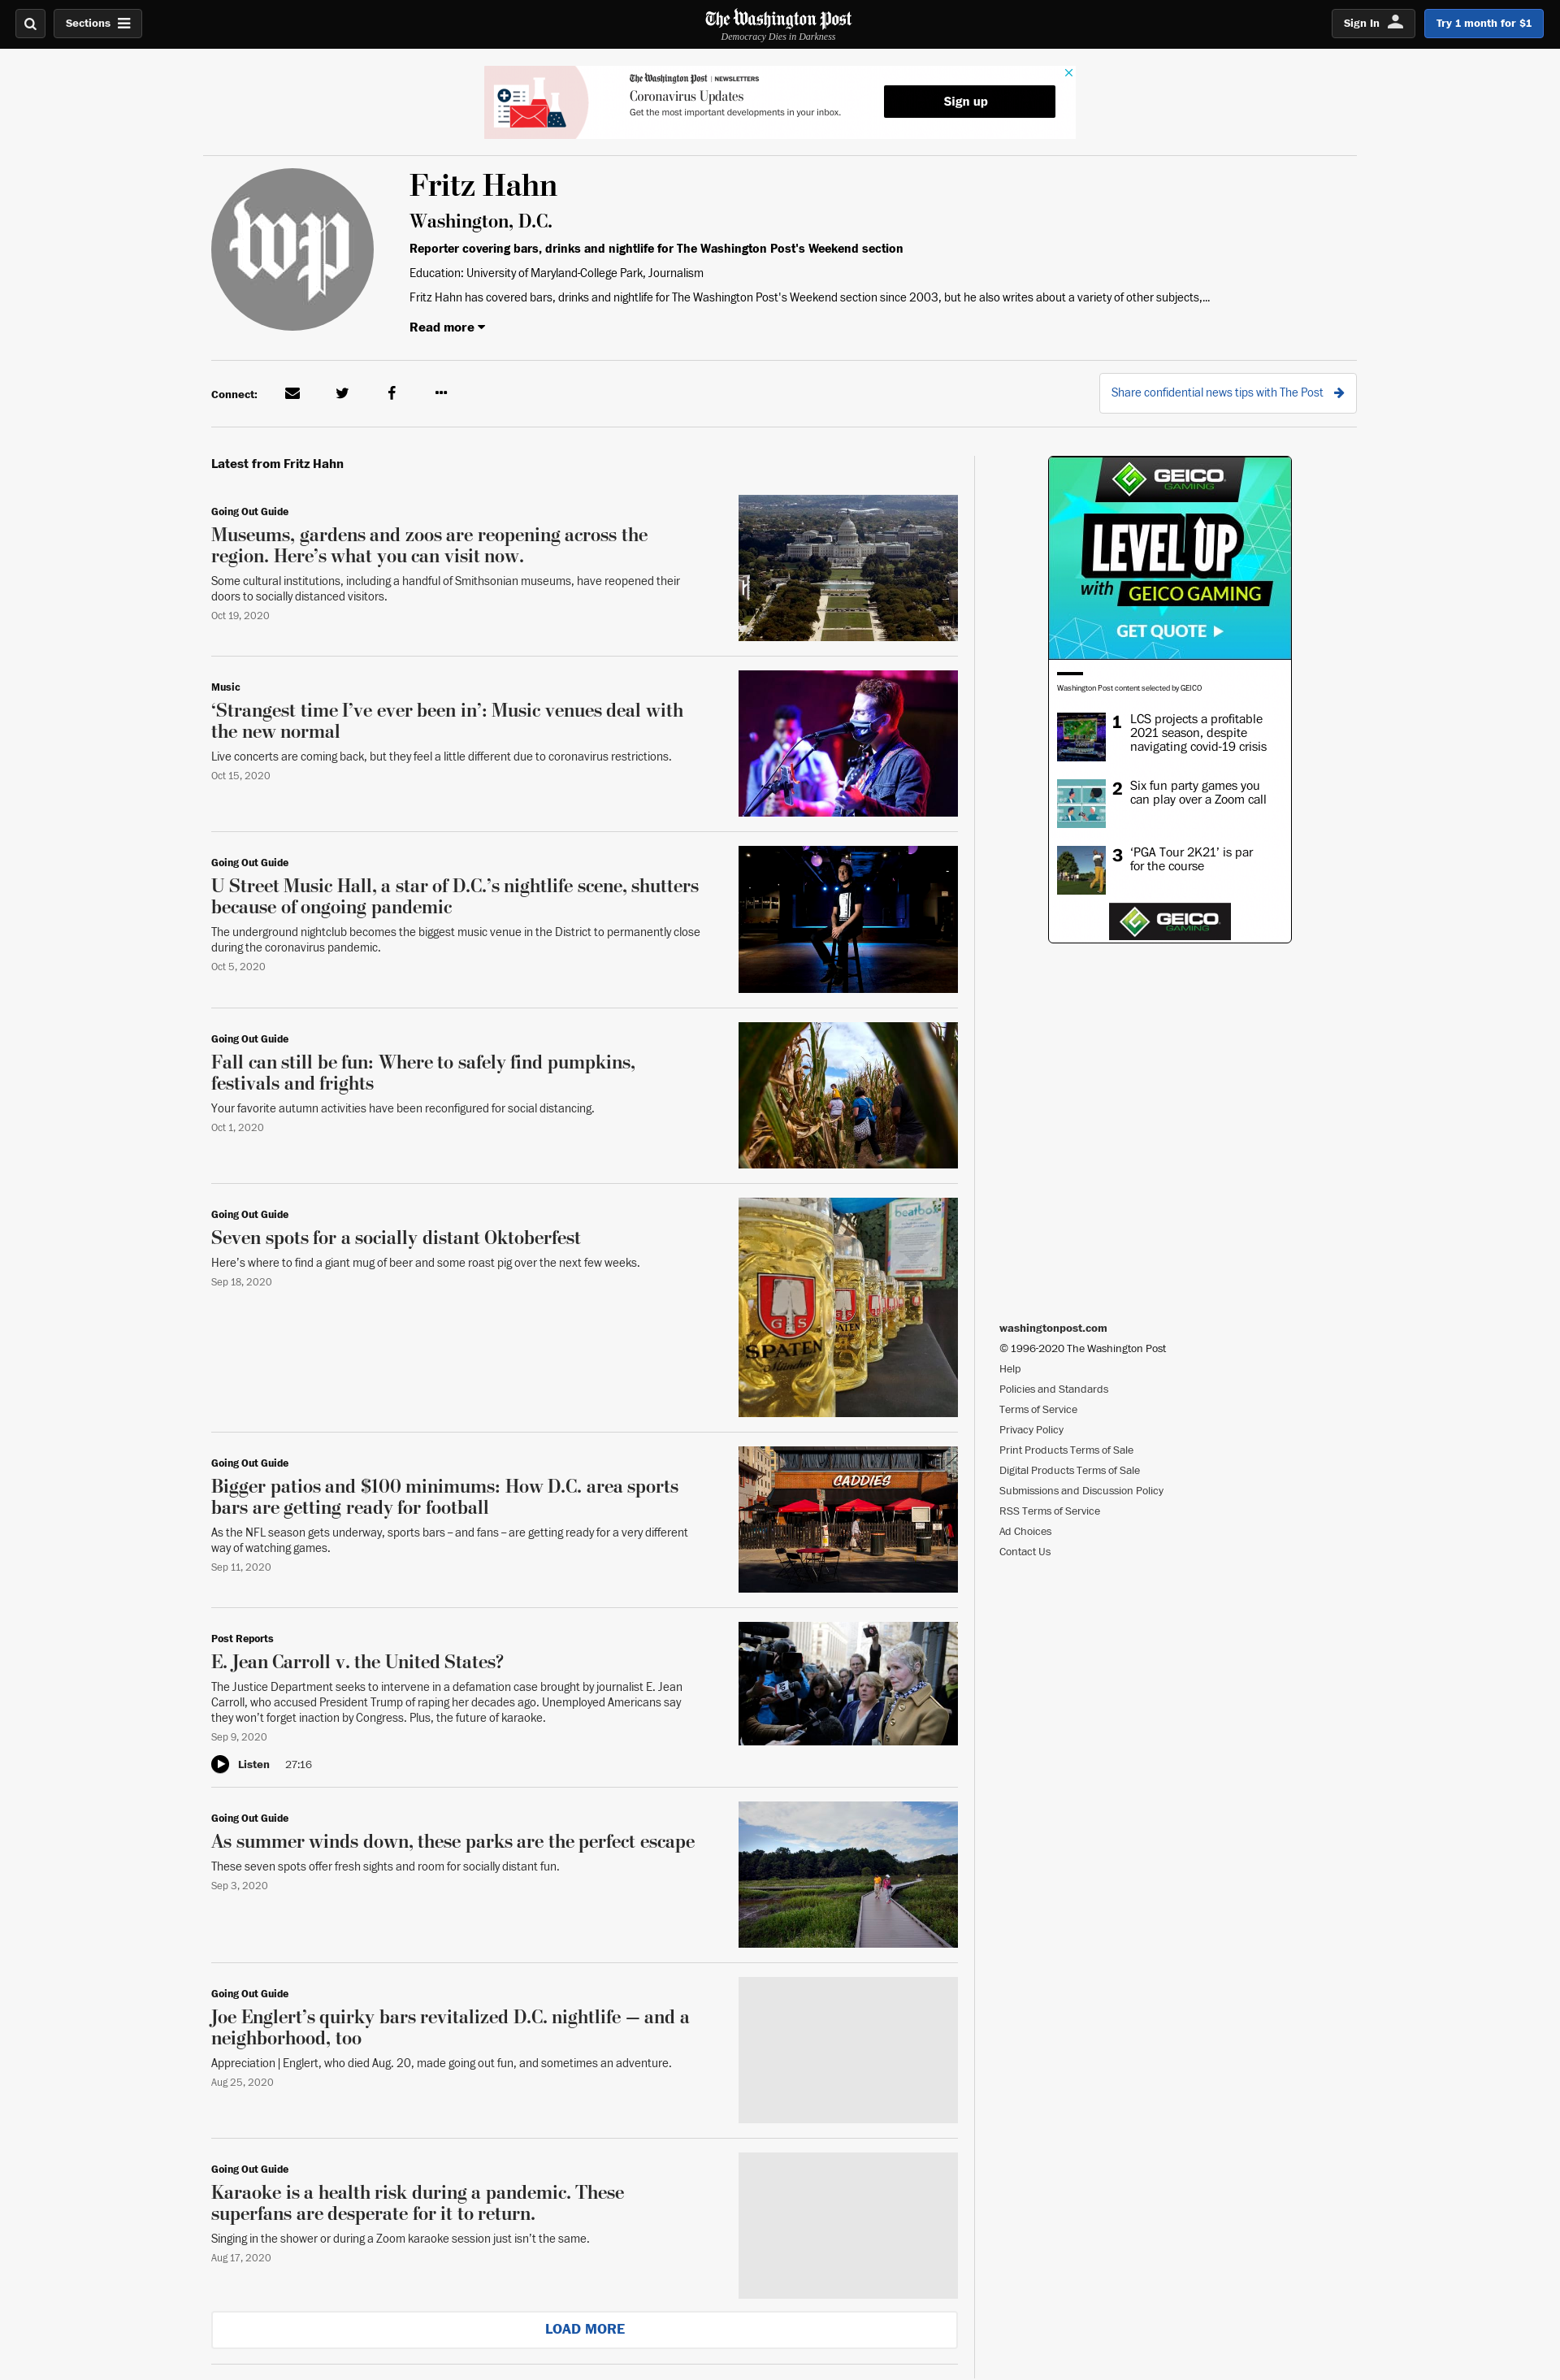 Sections
The Washington Post
Democracy Dies in Darkness
Sign In
Try 1 month for $1
The Washington Post | NEWSLETTERS
Coronavirus Updates
Get the most important developments in your inbox.
Sign up
wp
Fritz Hahn
Washington, D.C.
Reporter covering bars, drinks and nightlife for The Washington Post's Weekend section
Education: University of Maryland-College Park, Journalism
Fritz Hahn has covered bars, drinks and nightlife for The Washington Post's Weekend section since 2003, but he also writes about a variety of other subjects,...
Read more
Connect:
Share confidential news tips with The Post
Latest from Fritz Hahn
Going Out Guide
Museums, gardens and zoos are reopening across the
region. Here’s what you can visit now.
Some cultural institutions, including a handful of Smithsonian museums, have reopened their
doors to socially distanced visitors.
Oct 19, 2020
Music
‘Strangest time I’ve ever been in’: Music venues deal with
the new normal
Live concerts are coming back, but they feel a little different due to coronavirus restrictions.
Oct 15, 2020
Going Out Guide
U Street Music Hall, a star of D.C.’s nightlife scene, shutters
because of ongoing pandemic
The underground nightclub becomes the biggest music venue in the District to permanently close
during the coronavirus pandemic.
Oct 5, 2020
Going Out Guide
Fall can still be fun: Where to safely find pumpkins,
festivals and frights
Your favorite autumn activities have been reconfigured for social distancing.
Oct 1, 2020
Going Out Guide
Seven spots for a socially distant Oktoberfest
Here’s where to find a giant mug of beer and some roast pig over the next few weeks.
Sep 18, 2020
beatbox
G S
SPATEN
München
SPATEN
Going Out Guide
Bigger patios and $100 minimums: How D.C. area sports
bars are getting ready for football
As the NFL season gets underway, sports bars – and fans – are getting ready for a very different
way of watching games.
Sep 11, 2020
CADDIES
Post Reports
E. Jean Carroll v. the United States?
The Justice Department seeks to intervene in a defamation case brought by journalist E. Jean
Carroll, who accused President Trump of raping her decades ago. Unemployed Americans say
they won’t forget inaction by Congress. Plus, the future of karaoke.
Sep 9, 2020
Listen 27:16
Going Out Guide
As summer winds down, these parks are the perfect escape
These seven spots offer fresh sights and room for socially distant fun.
Sep 3, 2020
Going Out Guide
Joe Englert’s quirky bars revitalized D.C. nightlife — and a
neighborhood, too
Appreciation | Englert, who died Aug. 20, made going out fun, and sometimes an adventure.
Aug 25, 2020
Going Out Guide
Karaoke is a health risk during a pandemic. These
superfans are desperate for it to return.
Singing in the shower or during a Zoom karaoke session just isn’t the same.
Aug 17, 2020
LOAD MORE
GEICO
GAMING
LEVEL UP
with GEICO GAMING
GET QUOTE
Washington Post content selected by GEICO
1 LCS projects a profitable
2021 season, despite
navigating covid-19 crisis
2 Six fun party games you
can play over a Zoom call
3 ‘PGA Tour 2K21’ is par
for the course
GEICO
GAMING
washingtonpost.com
© 1996-2020 The Washington Post
Help
Policies and Standards
Terms of Service
Privacy Policy
Print Products Terms of Sale
Digital Products Terms of Sale
Submissions and Discussion Policy
RSS Terms of Service
Ad Choices
Contact Us